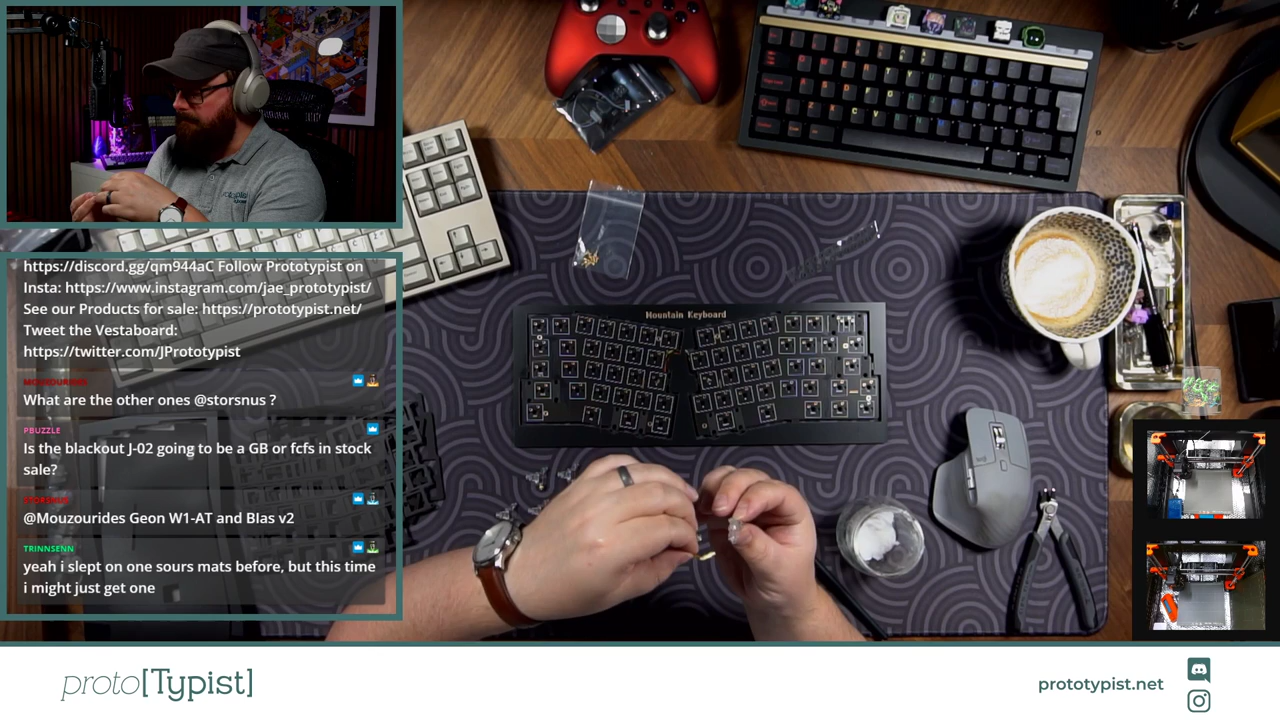 https://discord.gg/qm944aC Follow Prototypist on
Insta: https://www.instagram.com/jae_prototypist/
See our Products for sale: https://prototypist.net/
Tweet the Vestaboard:
https://twitter.com/JPrototypist
MOUZOURIDES
What are the other ones @storsnus ?
PBUZZLE
Is the blackout J-02 going to be a GB or fcfs in stock
sale?
STORSNUS
@Mouzourides Geon W1-AT and BIas v2
TRINNSENN
yeah i slept on one sours mats before, but this time
i might just get one
Mountain Keyboard
proto[Typist]
prototypist.net